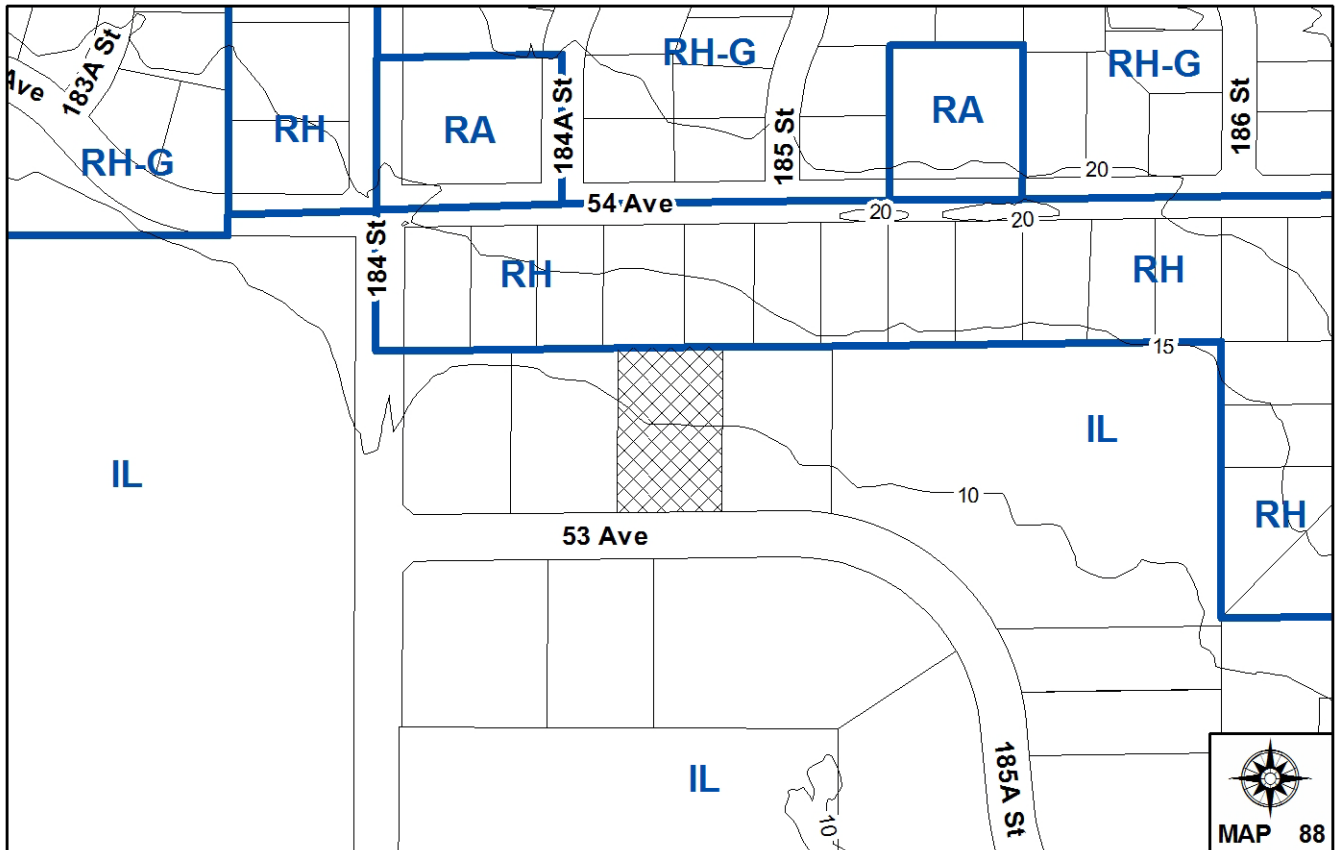 183A St
Ave
RH-G
RH
RA
184A St
RH-G
185 St
RA
RH-G
186 St
20
54 Ave
20
20
184 St
RH
RH
15
IL
IL
10
RH
53 Ave
185A St
IL
10
MAP 88